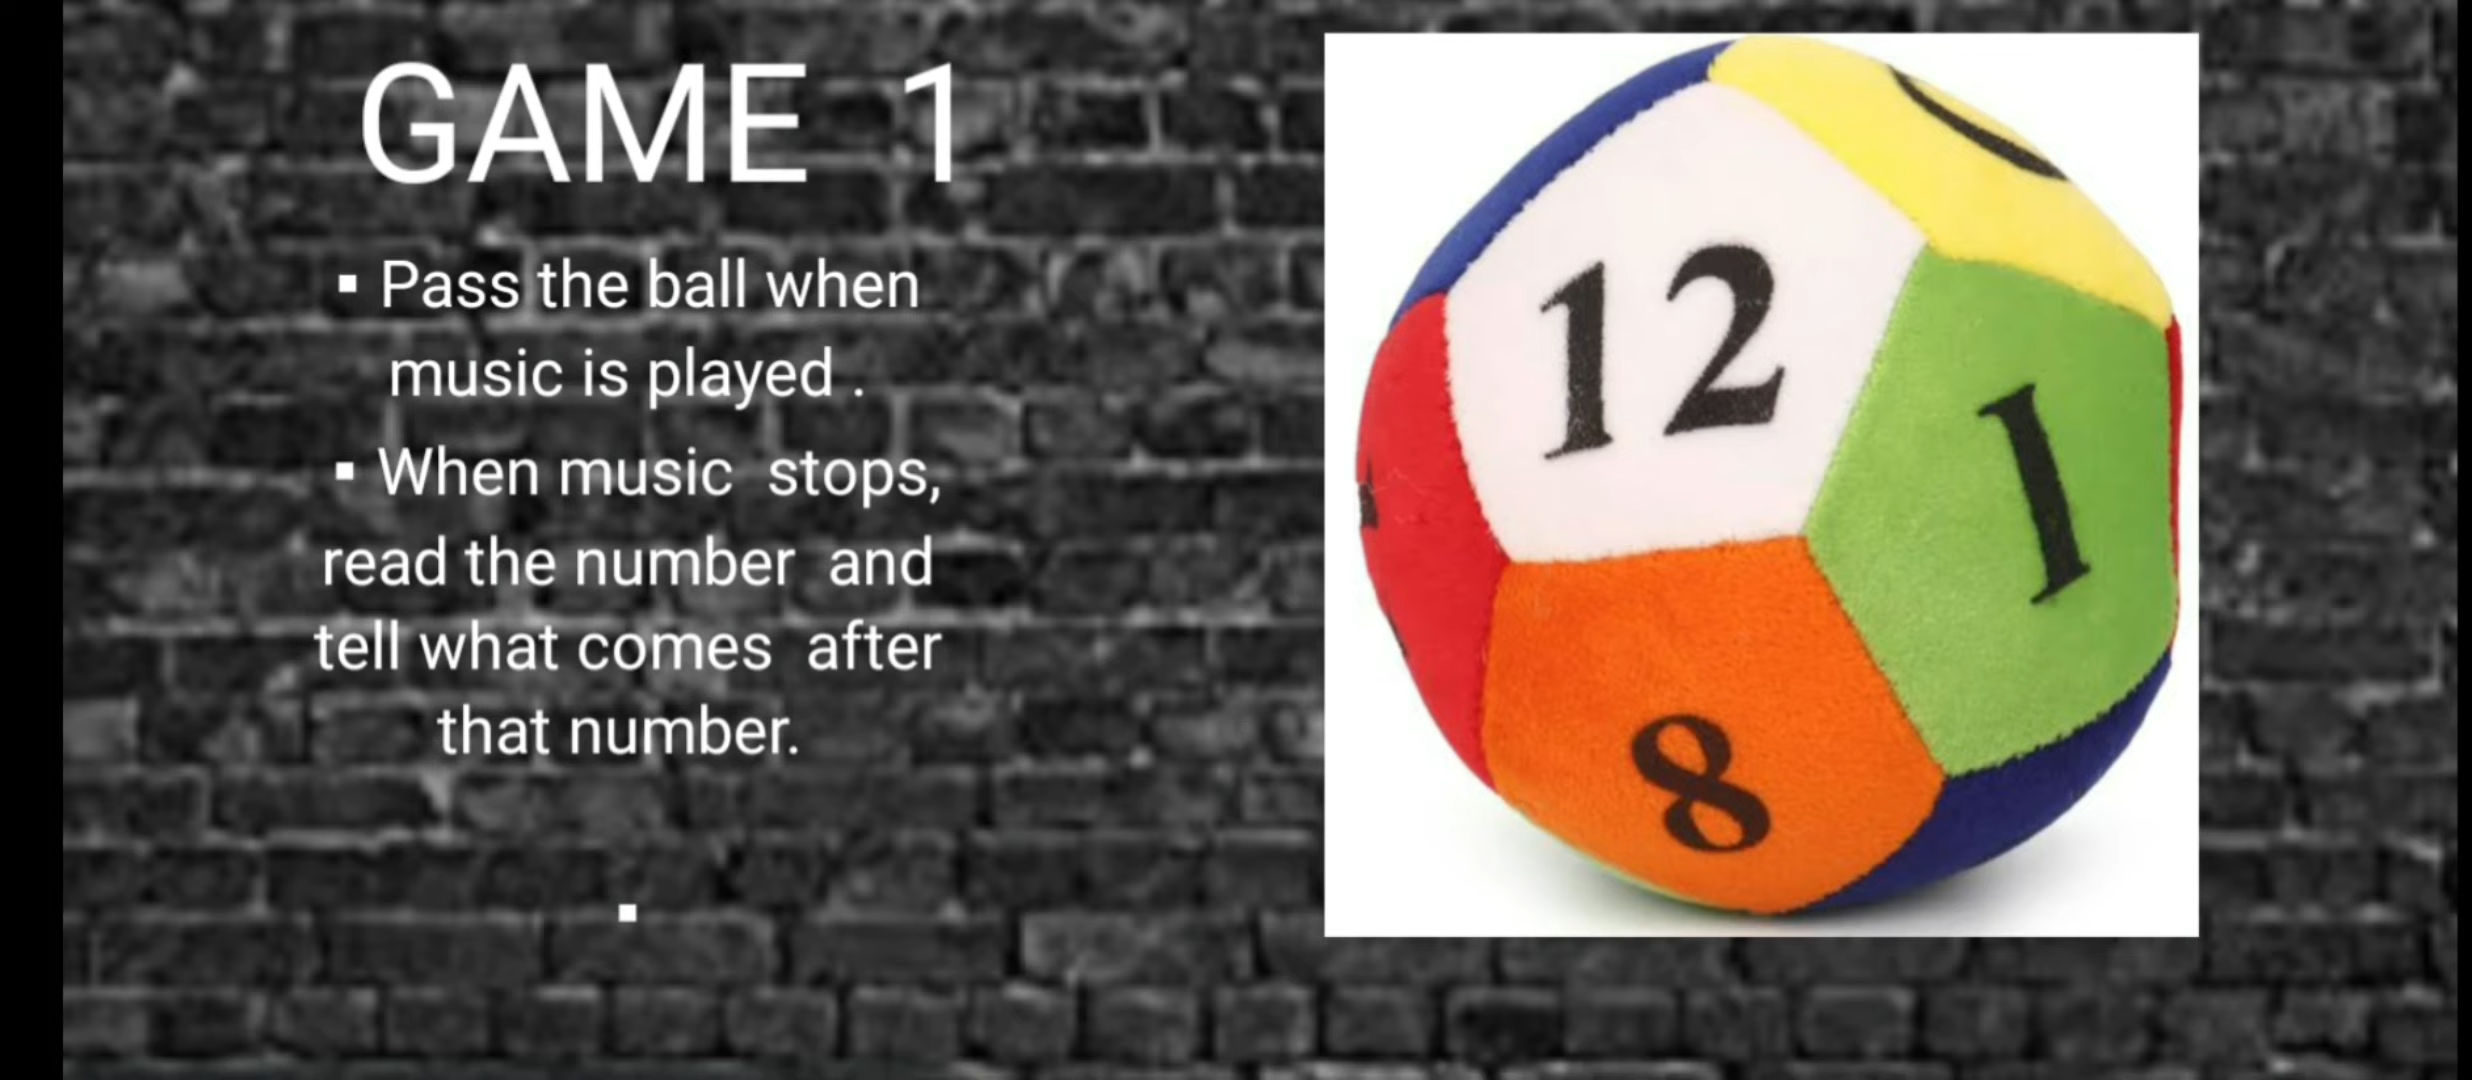 GAME 1
▪ Pass the ball when
music is played .
▪ When music stops,
read the number and
tell what comes after
that number.
▪
12
1
8